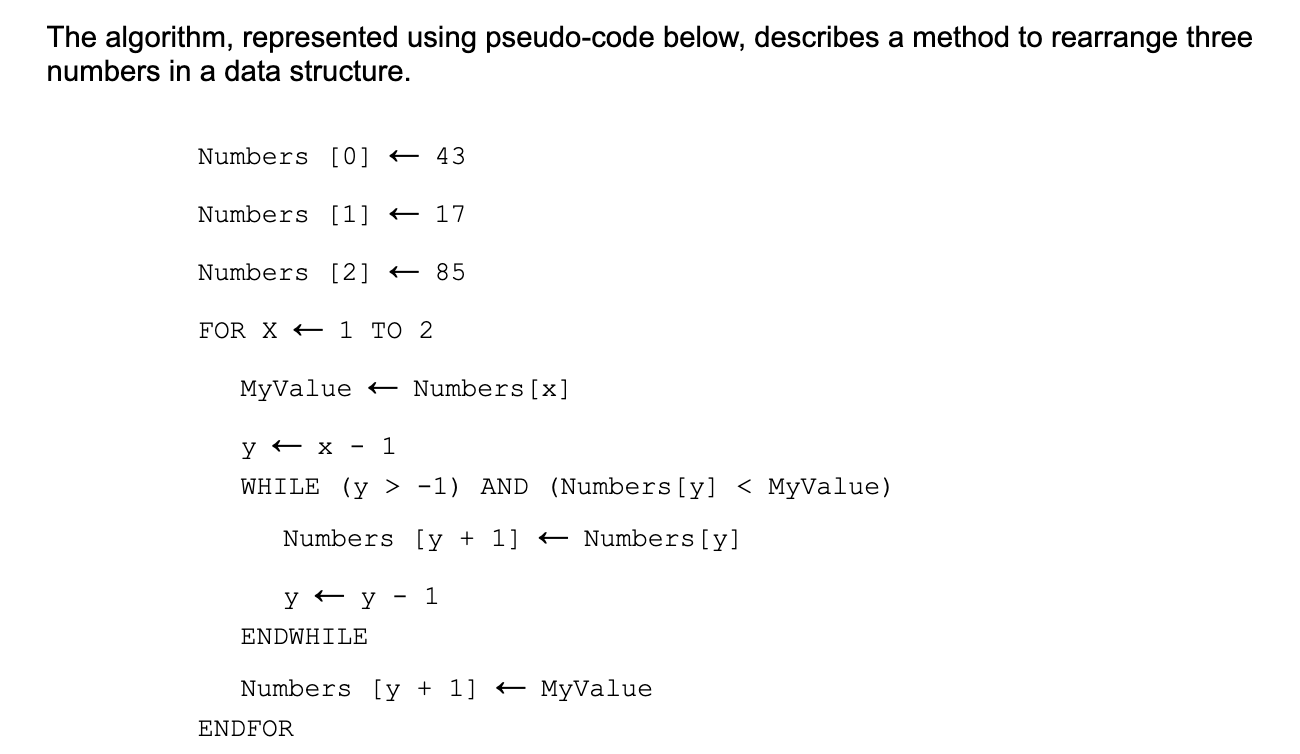 The algorithm, represented using pseudo-code below, describes a method to rearrange three
numbers in a data structure.
Numbers [0] ← 43
Numbers [1] ← 17
Numbers [2] ← 85
FOR X ← 1 TO 2
MyValue ← Numbers[x]
y ← x - 1
WHILE (y > -1) AND (Numbers[y] < MyValue)
Numbers [y + 1] ← Numbers[y]
y ← y - 1
ENDWHILE
Numbers [y + 1] ← MyValue
ENDFOR